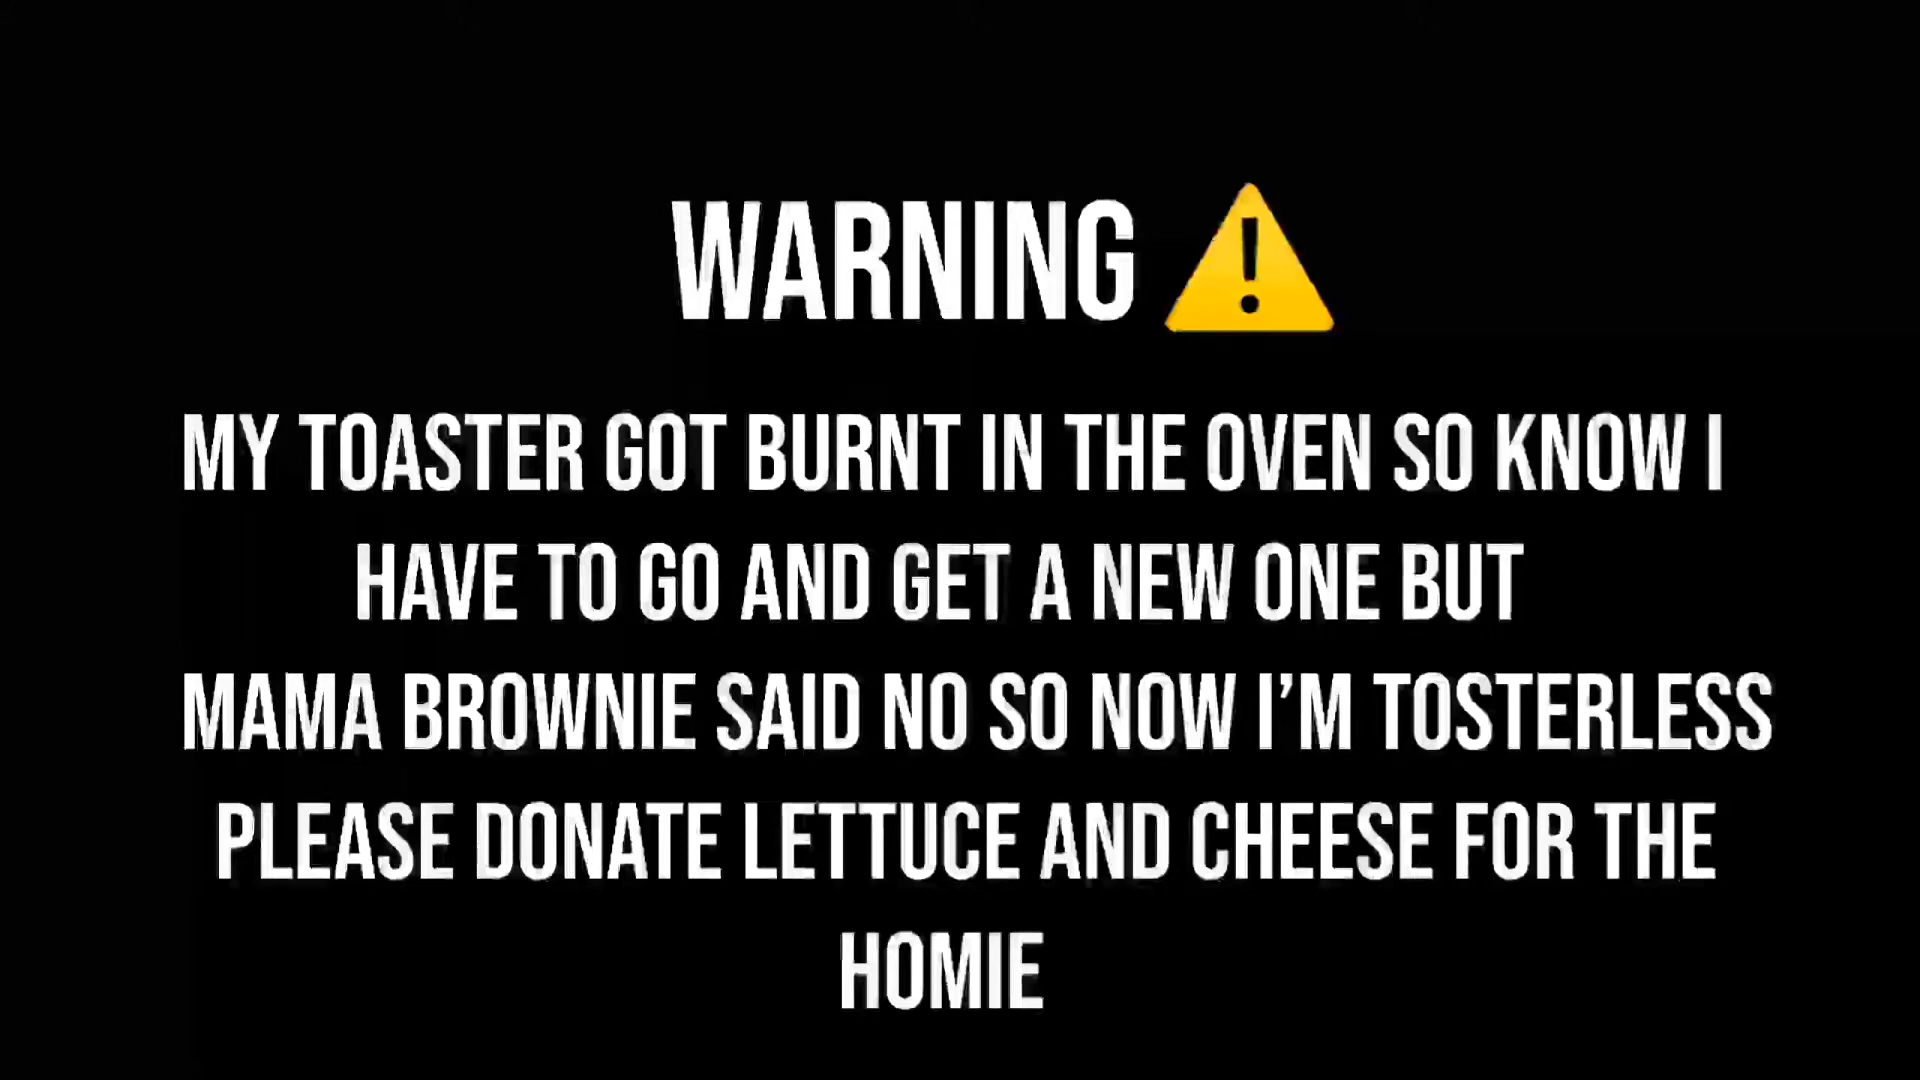 WARNING ⚠️
MY TOASTER GOT BURNT IN THE OVEN SO KNOW I
HAVE TO GO AND GET A NEW ONE BUT
MAMA BROWNIE SAID NO SO NOW I'M TOSTERLESS
PLEASE DONATE LETTUCE AND CHEESE FOR THE
HOMIE